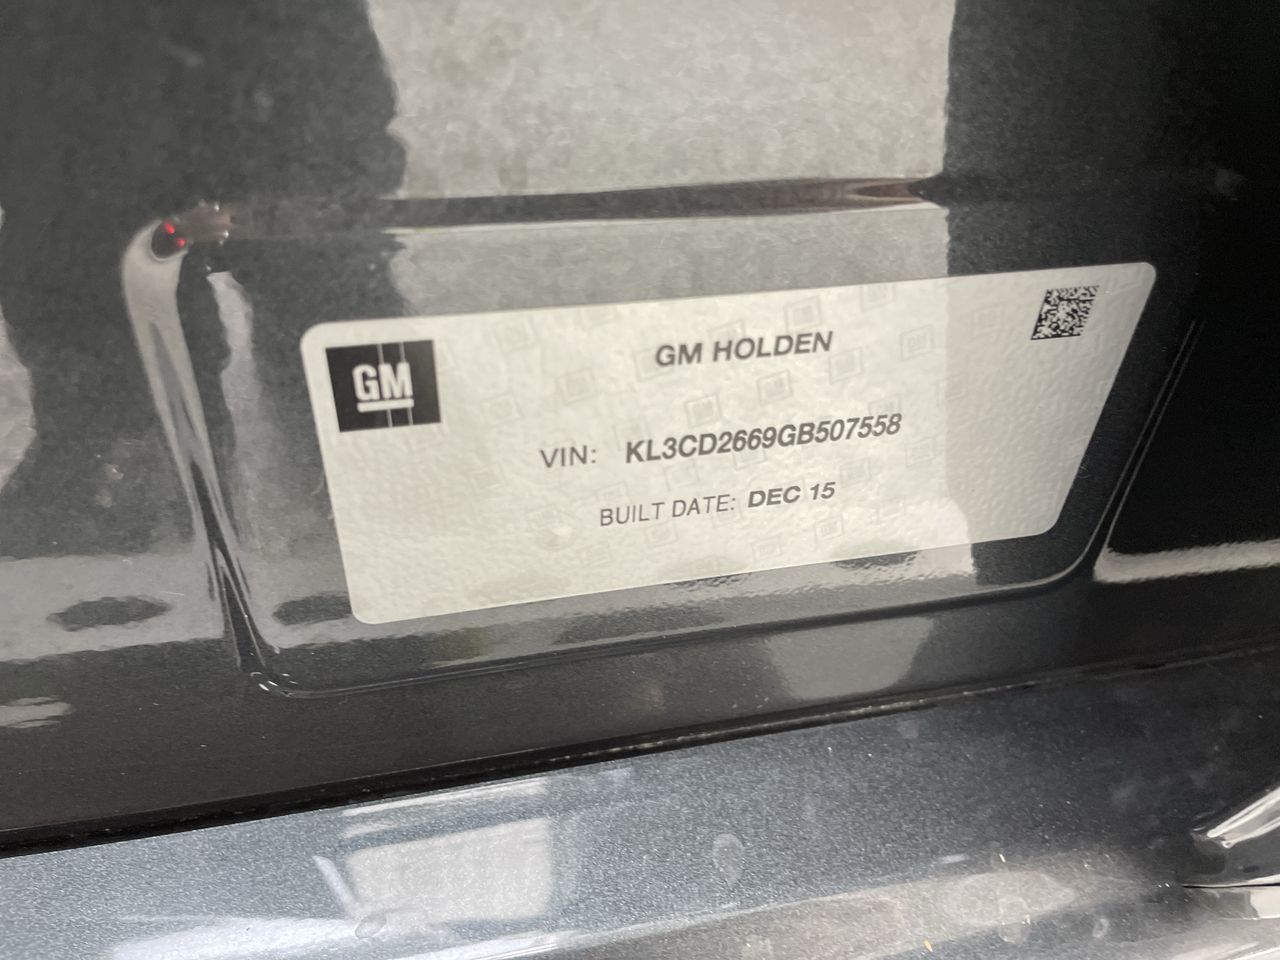 GM
GM HOLDEN
VIN: KL3CD2669GB507558
BUILT DATE: DEC 15